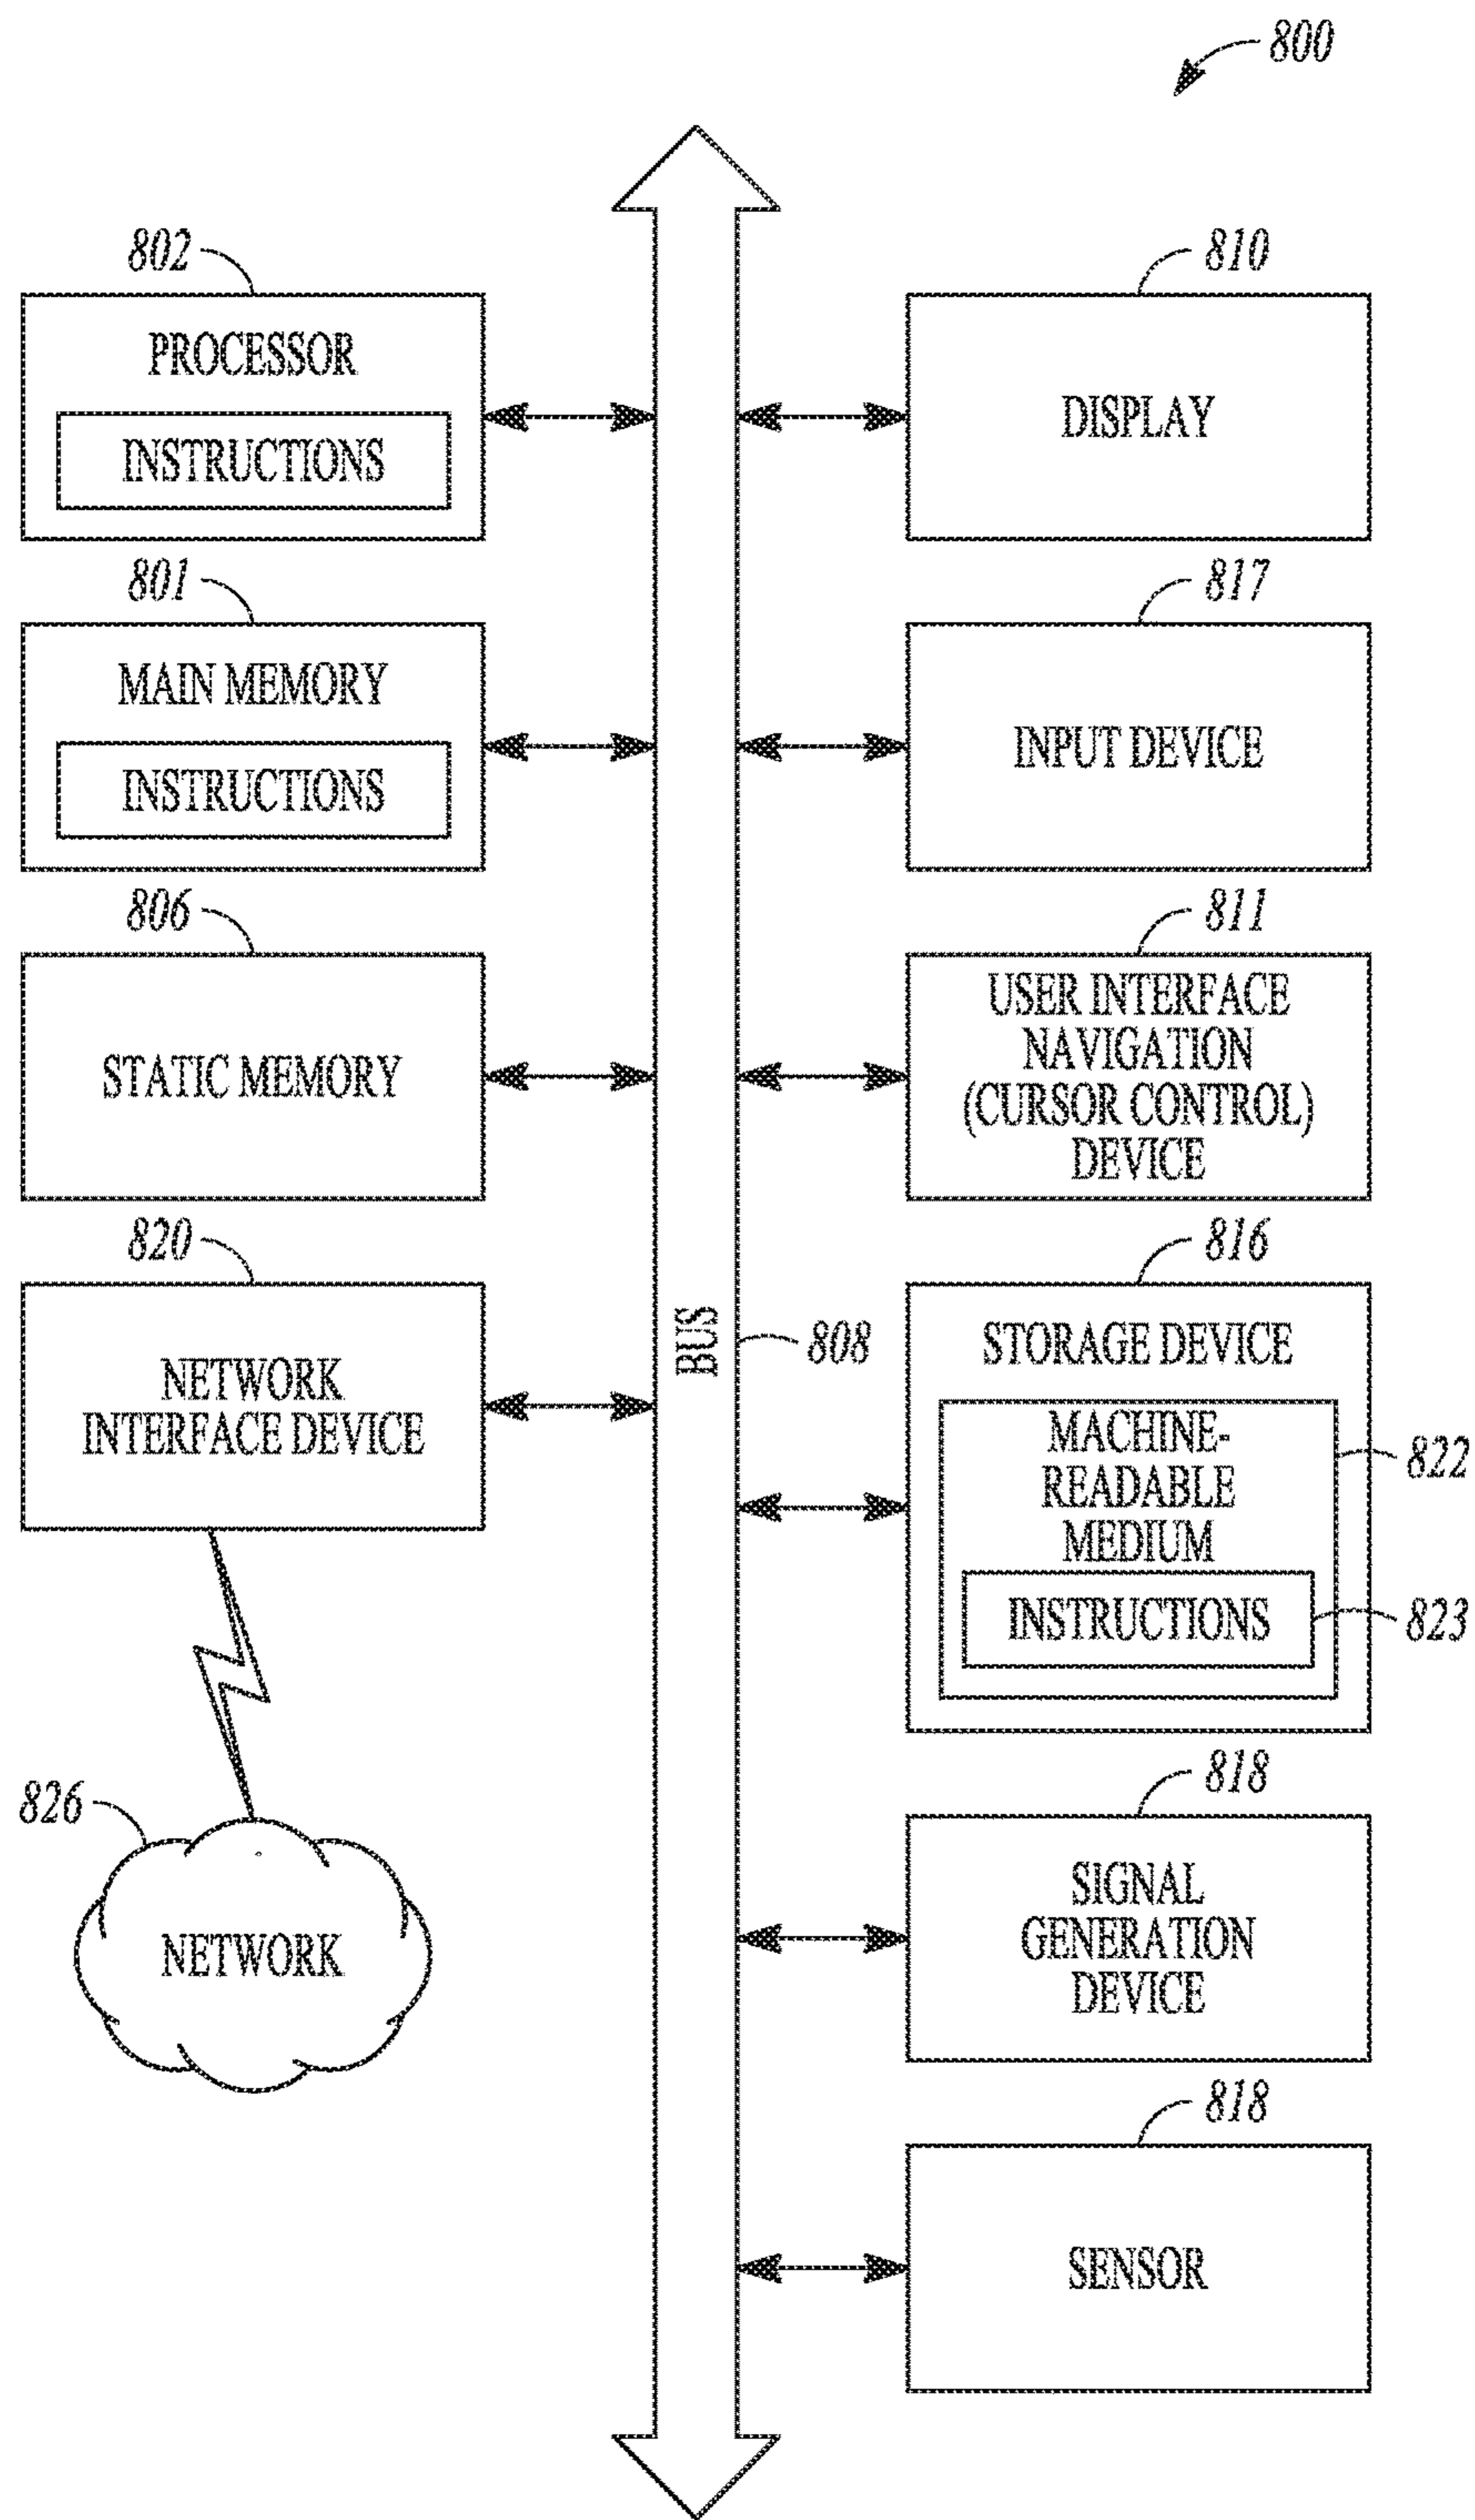 800
802
PROCESSOR
INSTRUCTIONS
801
MAIN MEMORY
INSTRUCTIONS
806
STATIC MEMORY
820
NETWORK
INTERFACE DEVICE
826
NETWORK
BUS
808
810
DISPLAY
817
INPUT DEVICE
811
USER INTERFACE
NAVIGATION
(CURSOR CONTROL)
DEVICE
816
STORAGE DEVICE
MACHINE-
READABLE
MEDIUM
822
INSTRUCTIONS
823
818
SIGNAL
GENERATION
DEVICE
818
SENSOR